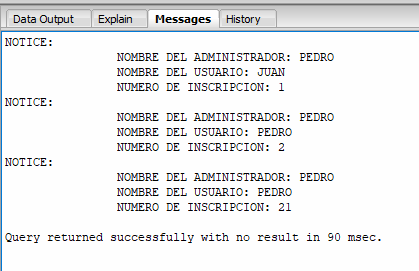 Data Output Explain Messages History
NOTICE:
NOMBRE DEL ADMINISTRADOR: PEDRO
NOMBRE DEL USUARIO: JUAN
NUMERO DE INSCRIPCION: 1
NOTICE:
NOMBRE DEL ADMINISTRADOR: PEDRO
NOMBRE DEL USUARIO: PEDRO
NUMERO DE INSCRIPCION: 2
NOTICE:
NOMBRE DEL ADMINISTRADOR: PEDRO
NOMBRE DEL USUARIO: PEDRO
NUMERO DE INSCRIPCION: 21
Query returned successfully with no result in 90 msec.